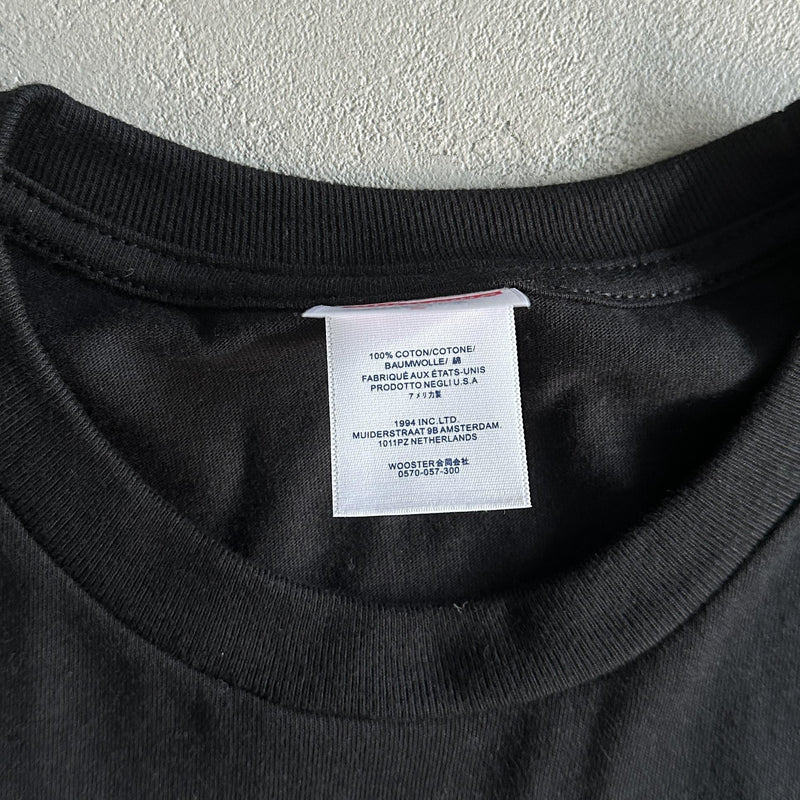 100% COTON/COTONE/
BAUMWOLLE/ 綿
FABRIQUÉ AUX ÉTATS-UNIS
PRODOTTO NEGLI U.S.A
アメリカ製
1994 INC.LTD.
MUIDERSTRAAT 9B AMSTERDAM.
1011PZ NETHERLANDS
WOOSTER合同会社
0570-057-300